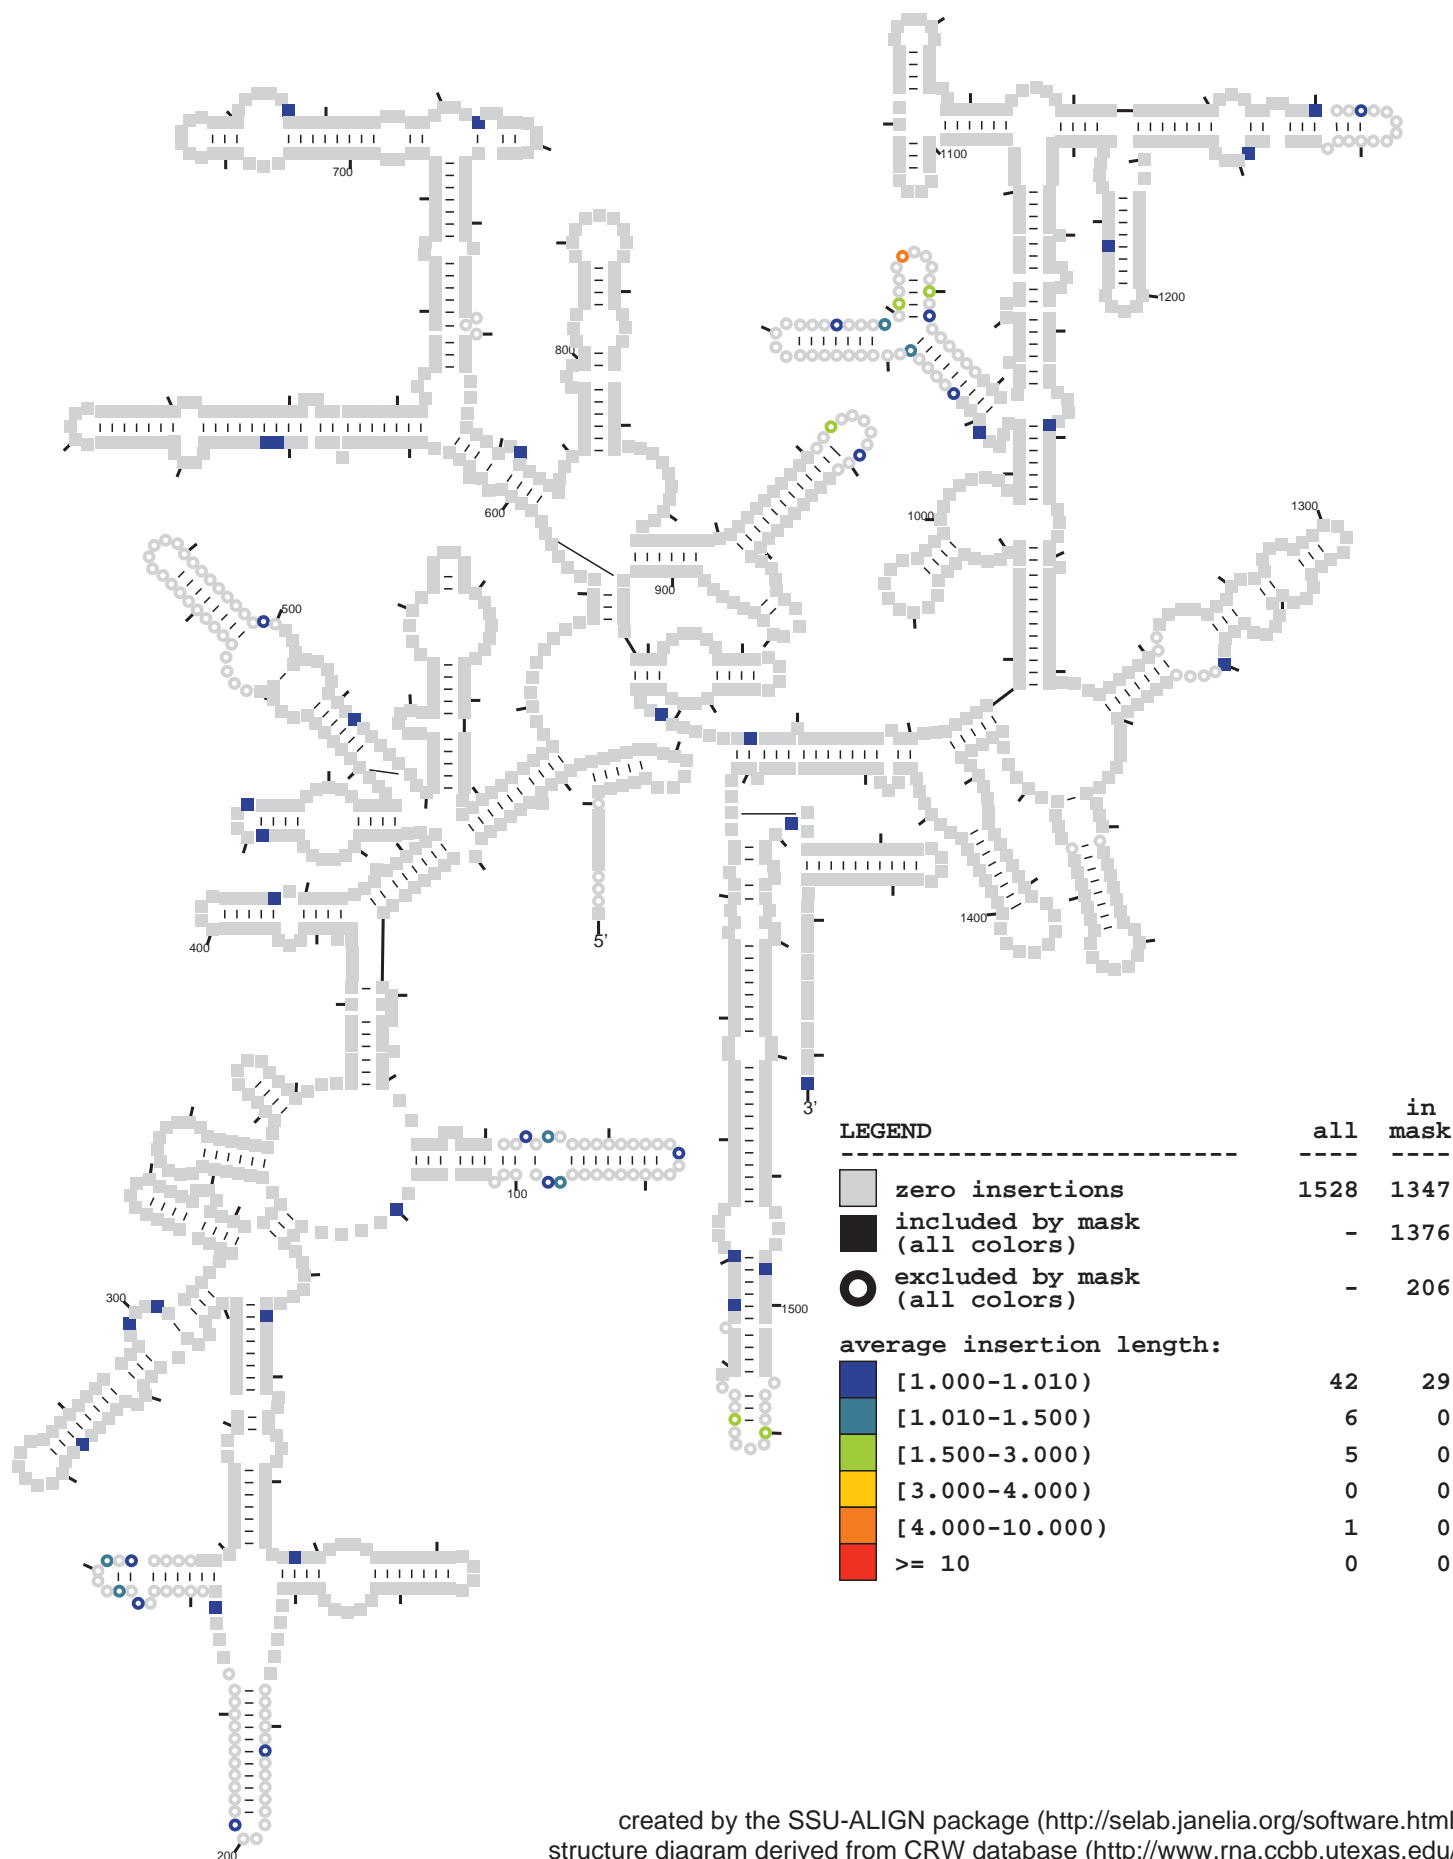 700
1100
1200
800
600
1000
1300
500
900
400
1400
5’
3’
100
300
1500
200
LEGEND all in mask
zero insertions 1528 1347
included by mask
(all colors) - 1376
excluded by mask
(all colors) - 206
average insertion length:
[1.000-1.010) 42 29
[1.010-1.500) 6 0
[1.500-3.000) 5 0
[3.000-4.000) 0 0
[4.000-10.000) 1 0
>= 10 0 0
created by the SSU-ALIGN package (http://selab.janelia.org/software.html
structure diagram derived from CRW database (http://www.rna.ccbb.utexas.edu/